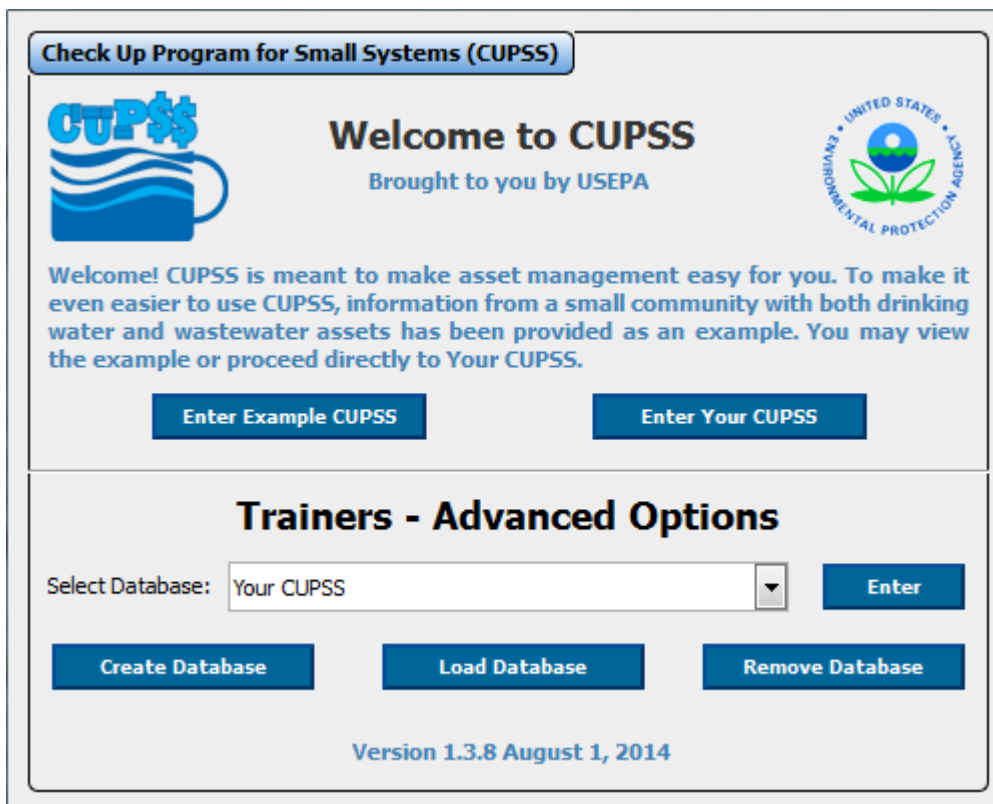 Check Up Program for Small Systems (CUPSS)
CUP$$
Welcome to CUPSS
Brought to you by USEPA
UNITED STATES • ENVIRONMENTAL PROTECTION AGENCY •
Welcome! CUPSS is meant to make asset management easy for you. To make it
even easier to use CUPSS, information from a small community with both drinking
water and wastewater assets has been provided as an example. You may view
the example or proceed directly to Your CUPSS.
Enter Example CUPSS
Enter Your CUPSS
Trainers - Advanced Options
Select Database:
Your CUPSS
Enter
Create Database
Load Database
Remove Database
Version 1.3.8 August 1, 2014